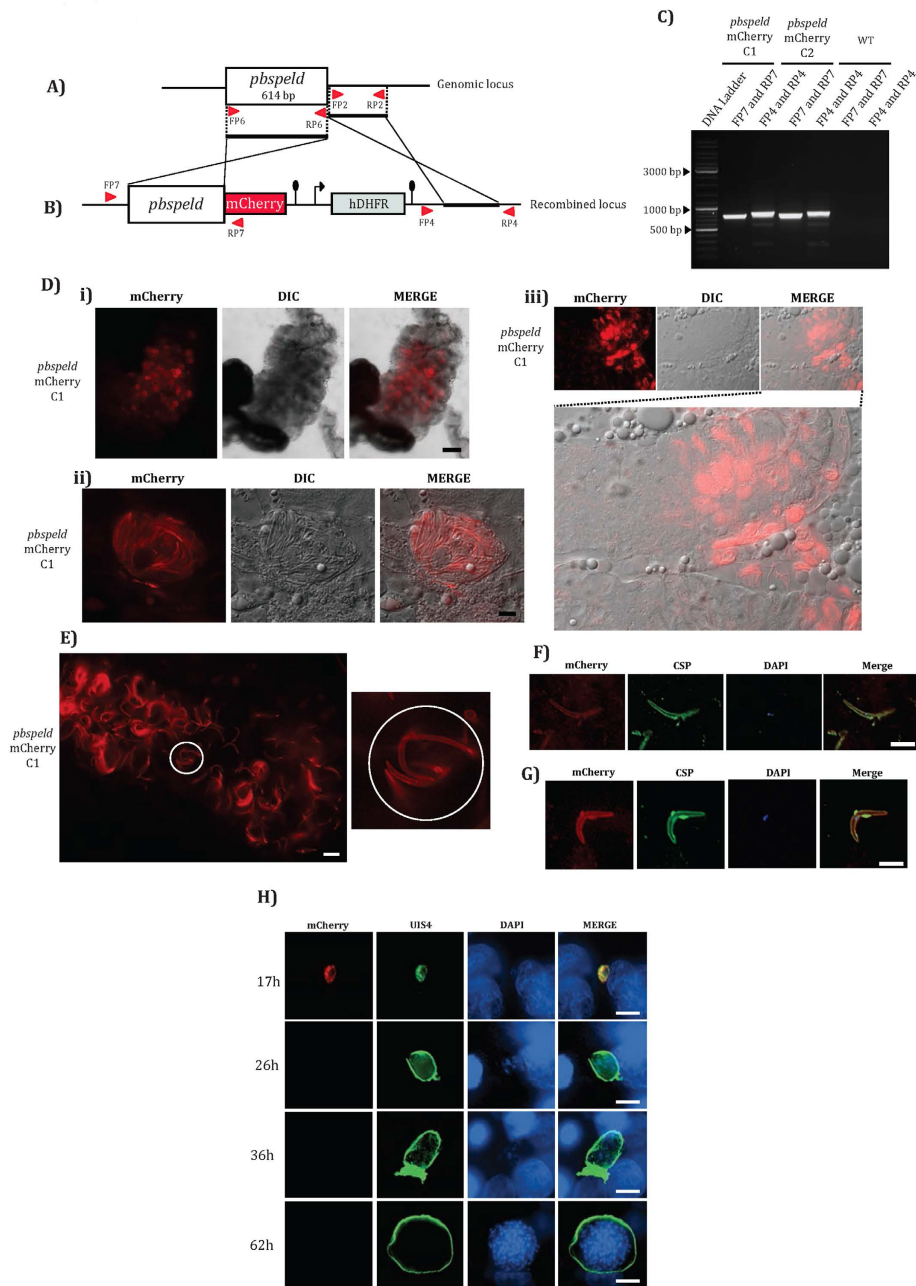 A)
pbspeld
614 bp
Genomic locus
FP6
RP6
FP2
RP2
FP7
B)
pbspeld
mCherry
hDHFR
Recombined locus
RP7
FP4
RP4
C)
pbspeld
mCherry
C1
pbspeld
mCherry
C2
WT
DNA Ladder
FP7 and RP7
FP4 and RP4
FP7 and RP7
FP4 and RP4
FP7 and RP7
FP4 and RP4
3000 bp
1000 bp
500 bp
D)
i)
mCherry DIC MERGE
pbspeld
mCherry
C1
ii)
mCherry DIC MERGE
pbspeld
mCherry
C1
iii)
mCherry DIC MERGE
pbspeld
mCherry
C1
E)
pbspeld
mCherry
C1
F)
mCherry CSP DAPI Merge
G)
mCherry CSP DAPI Merge
H)
mCherry UIS4 DAPI MERGE
17h
26h
36h
62h